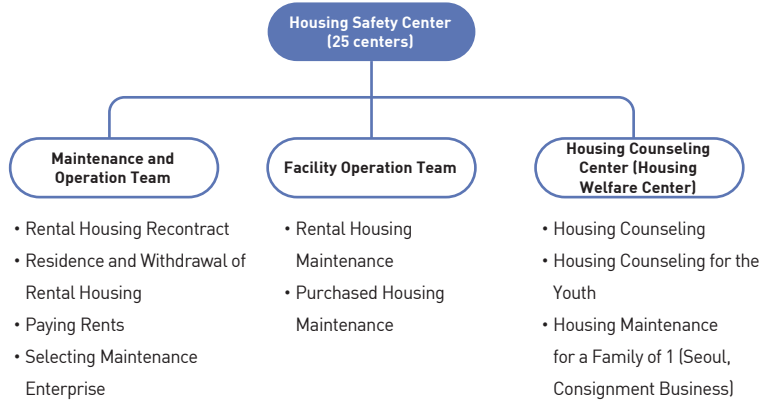 Housing Safety Center
(25 centers)
Maintenance and
Operation Team
• Rental Housing Recontract
• Residence and Withdrawal of
Rental Housing
• Paying Rents
• Selecting Maintenance
Enterprise
Facility Operation Team
• Rental Housing
Maintenance
• Purchased Housing
Maintenance
Housing Counseling
Center (Housing
Welfare Center)
• Housing Counseling
• Housing Counseling for the
Youth
• Housing Maintenance
for a Family of 1 (Seoul,
Consignment Business)